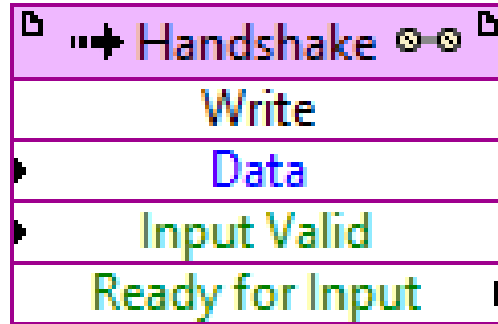 Handshake
Write
Data
Input Valid
Ready for Input